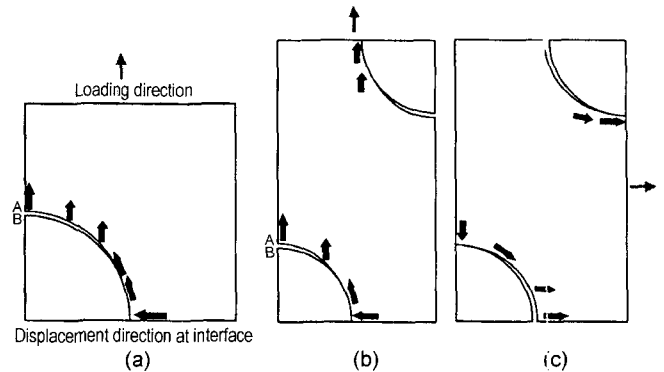 Loading direction
A
B
A
B
Displacement direction at interface
(a)
(b)
(c)